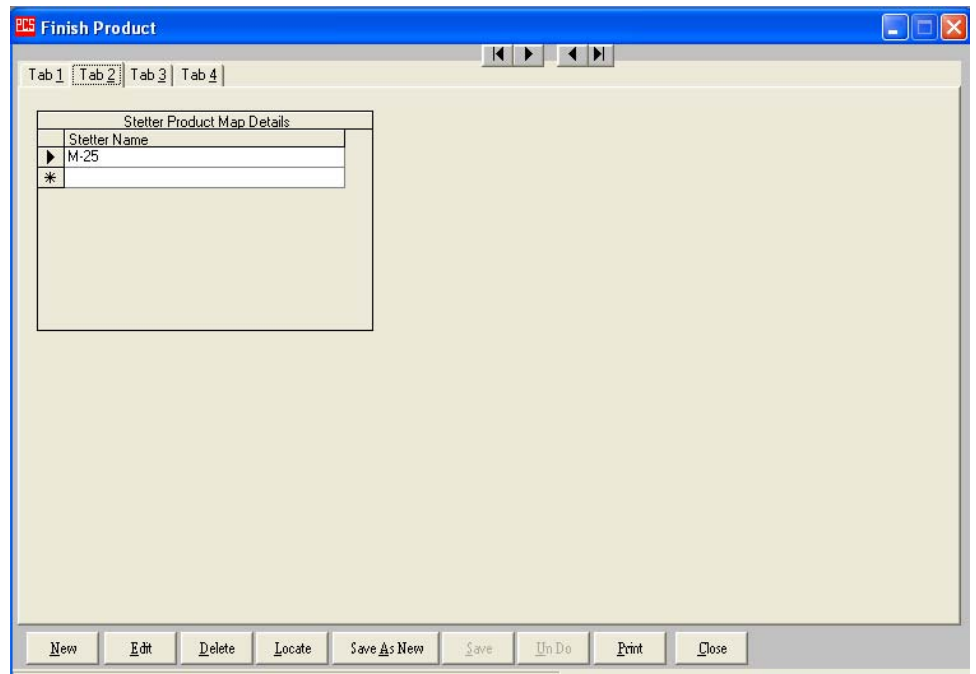 PCS Finish Product
Tab 1 Tab 2 Tab 3 Tab 4
Stetter Product Map Details
Stetter Name
M-25
New Edit Delete Locate Save As New Save Un Do Print Close